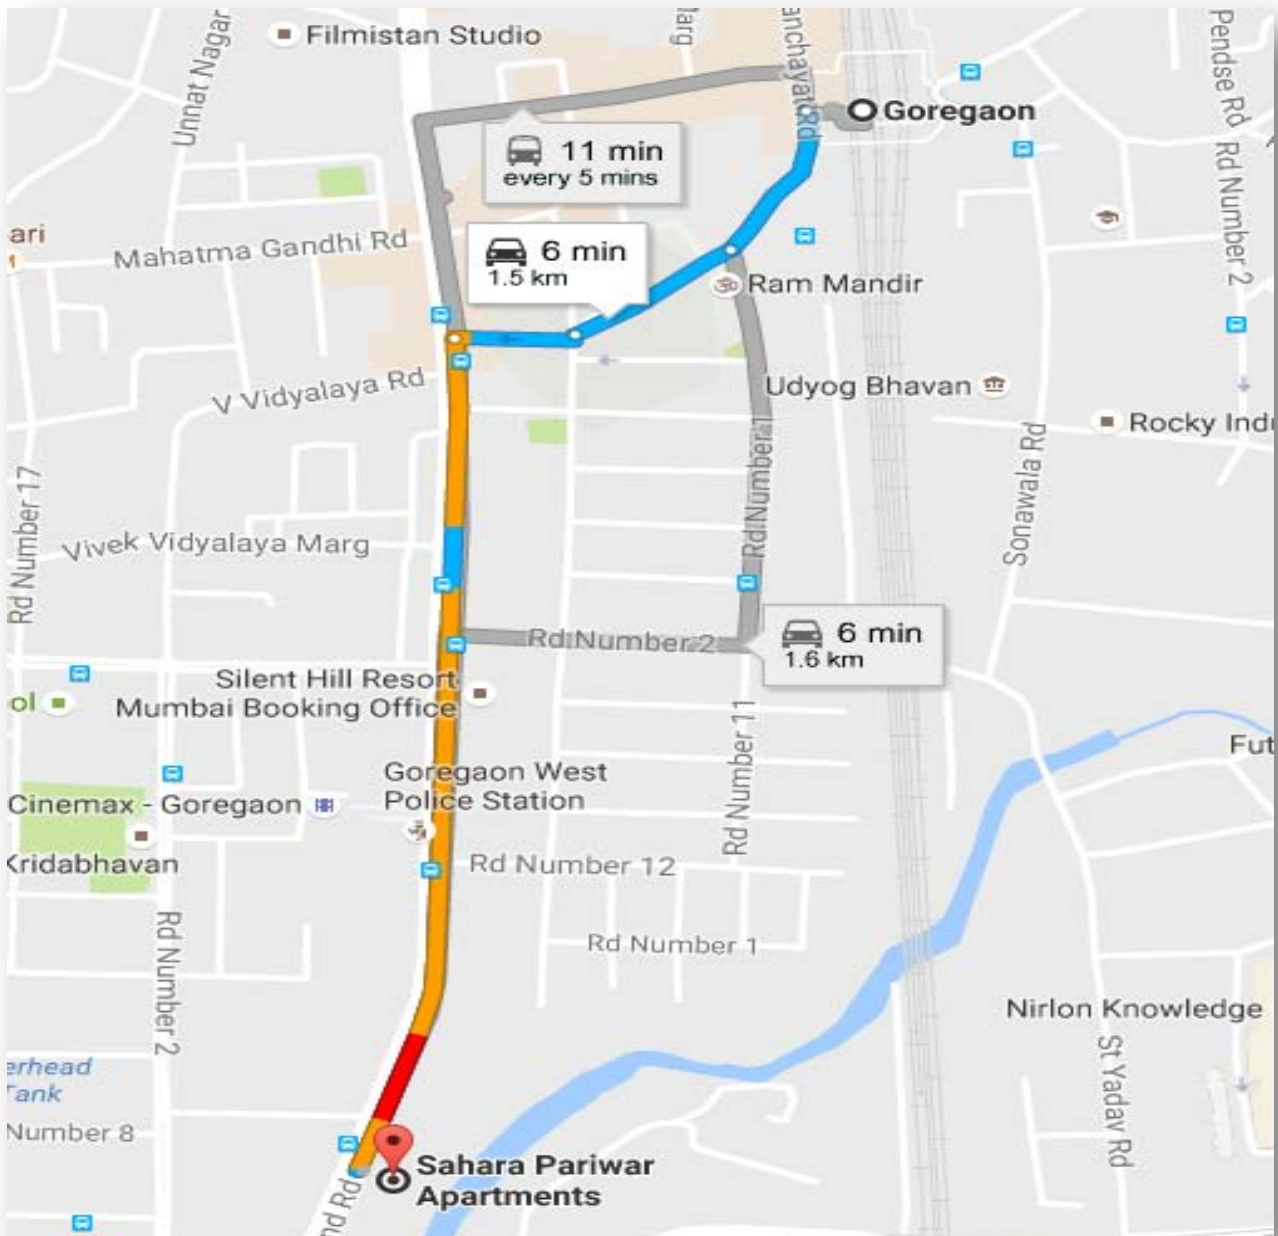 Filmistan Studio
Unnat Nagar
Pendse Rd
Goregaon
11 min
every 5 mins
Rd Number 2
ari
Mahatma Gandhi Rd
6 min
1.5 km
Ram Mandir
V Vidyalaya Rd
Udyog Bhavan
Rocky Indu
Rd Number 1
Sonawala Rd
Rd Number 17
Vivek Vidyalaya Marg
Rd Number 2
6 min
1.6 km
Silent Hill Resort
Mumbai Booking Office
ol
Rd Number 11
Fut
Goregaon West
Police Station
Cinemax - Goregaon
Kridabhavan
Rd Number 12
Rd Number 1
Rd Number 2
Nirlon Knowledge
St Yadav Rd
erhead
Tank
Number 8
Sahara Pariwar
Apartments
nd Rd